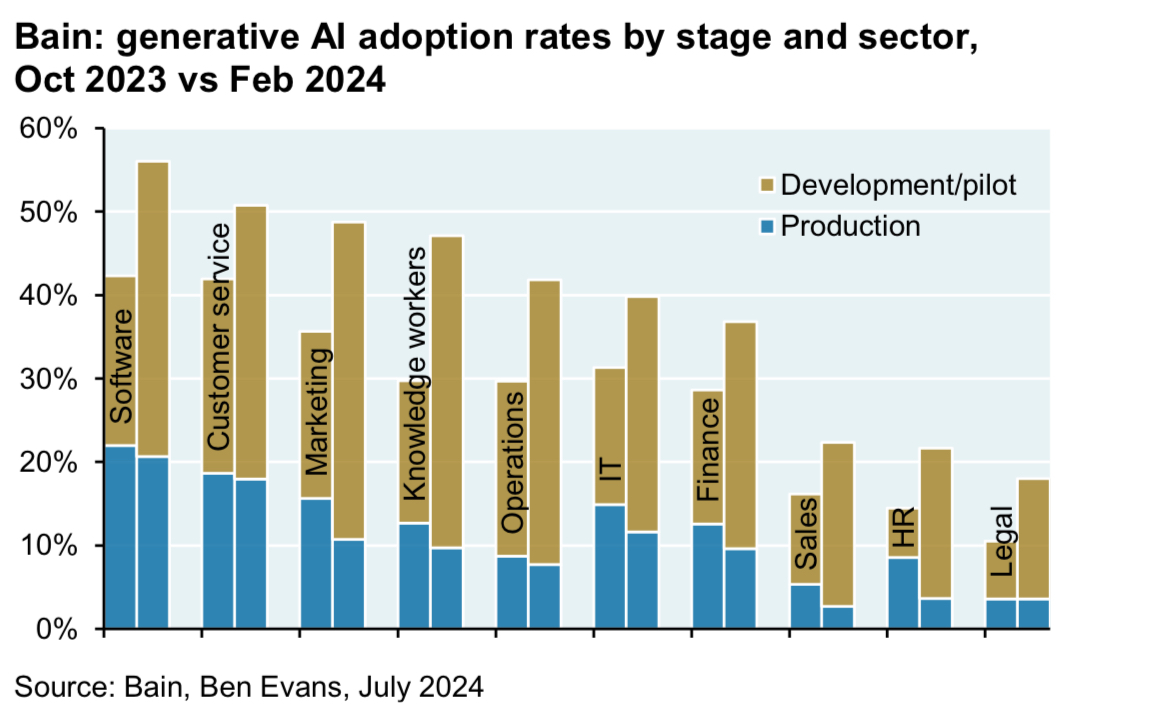 Bain: generative AI adoption rates by stage and sector,
Oct 2023 vs Feb 2024
60%
50%
40%
30%
20%
10%
0%
Development/pilot
Production
Software
Customer service
Marketing
Knowledge workers
Operations
IT
Finance
Sales
HR
Legal
Source: Bain, Ben Evans, July 2024